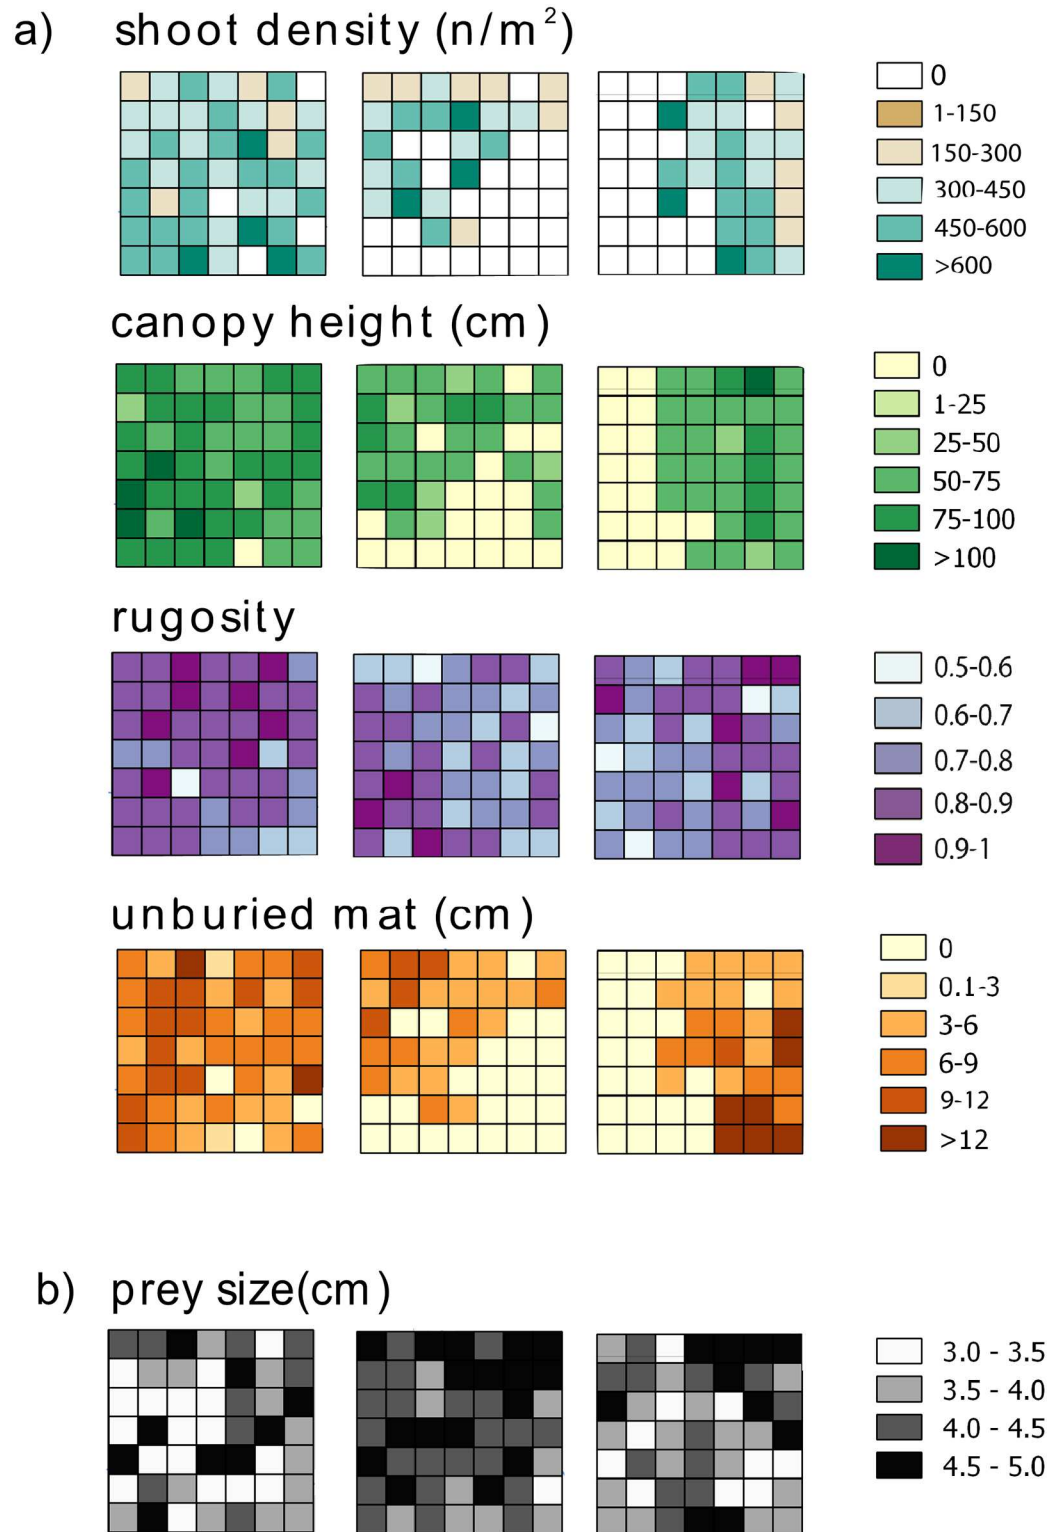 a) shoot density (n/m²)
0
1-150
150-300
300-450
450-600
>600
canopy height (cm)
0
1-25
25-50
50-75
75-100
>100
rugosity
0.5-0.6
0.6-0.7
0.7-0.8
0.8-0.9
0.9-1
unburied mat (cm)
0
0.1-3
3-6
6-9
9-12
>12
b) prey size(cm)
3.0 - 3.5
3.5 - 4.0
4.0 - 4.5
4.5 - 5.0